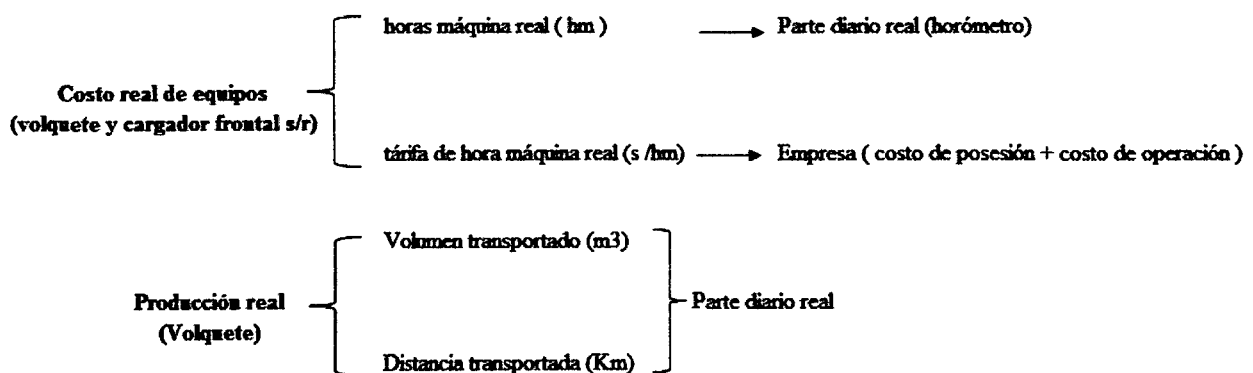 horas máquina real ( hm ) Parte diario real (horómetro)
Costo real de equipos
(volquete y cargador frontal s/r)
tárifa de hora máquina real (s /hm) Empresa ( costo de posesión + costo de operación )
Volumen transportado (m3)
Producción real
(Volquete)
Parte diario real
Distancia transportada (Km)